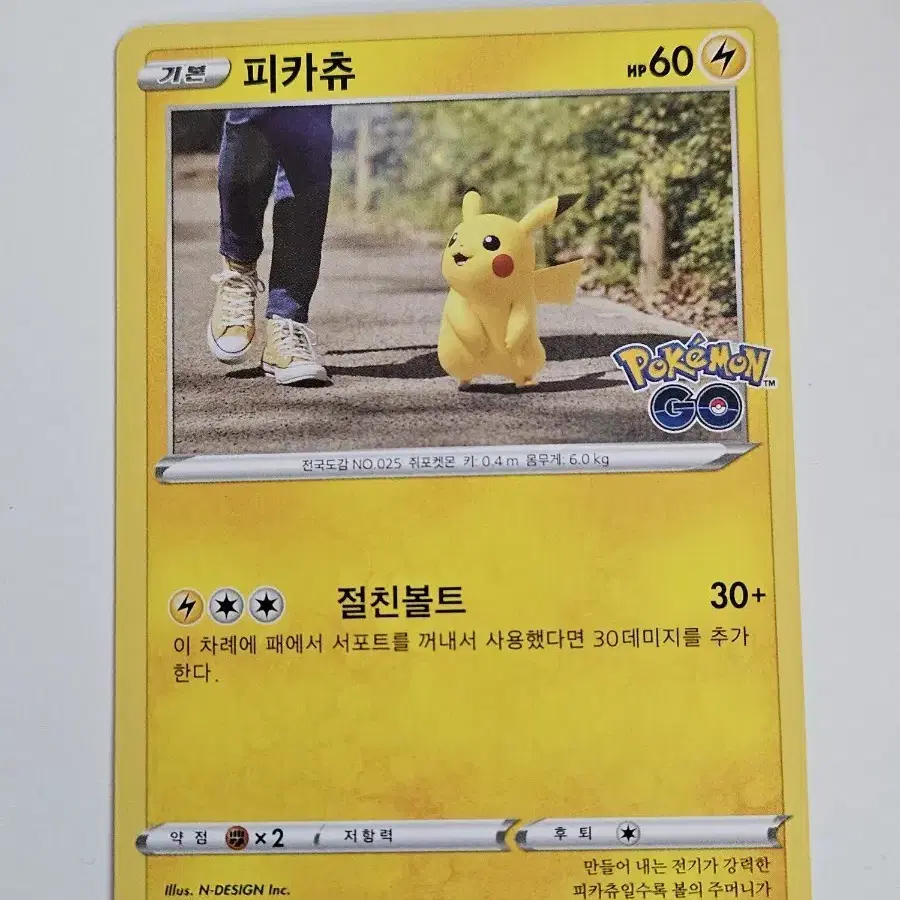 기본 피카츄 HP 60
POKéMON™
GO
전국도감 NO.025 쥐포켓몬 키: 0.4 m 몸무게: 6.0 kg
절친볼트 30+
이 차례에 패에서 서포트를 꺼내서 사용했다면 30데미지를 추가
한다.
약점 ×2 저항력 후퇴
만들어 내는 전기가 강력한
Illus. N-DESIGN Inc. 피카츄일수록 볼의 주머니가